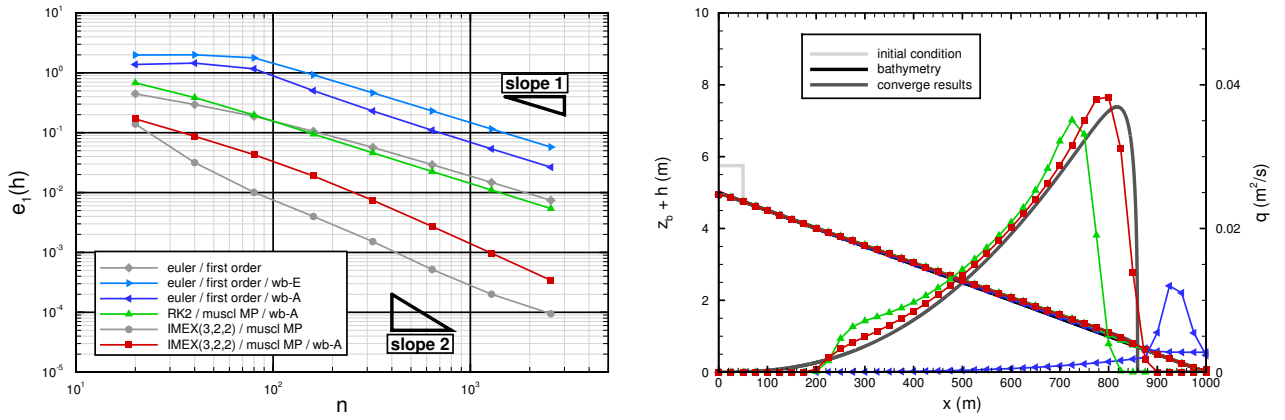 10²
10¹
10⁰
10⁻¹
10⁻²
10⁻³
10⁻⁴
10⁻⁵
e₁(h)
slope 1
euler / first order
euler / first order / wb-E
euler / first order / wb-A
RK2 / muscl MP / wb-A
IMEX(3,2,2) / muscl MP
IMEX(3,2,2) / muscl MP / wb-A
slope 2
10¹
10²
10³
n
10
8
6
4
2
0
z_b + h (m)
initial condition
bathymetry
converge results
0.04
0.02
0
q (m²/s)
0 100 200 300 400 500 600 700 800 900 1000
x (m)